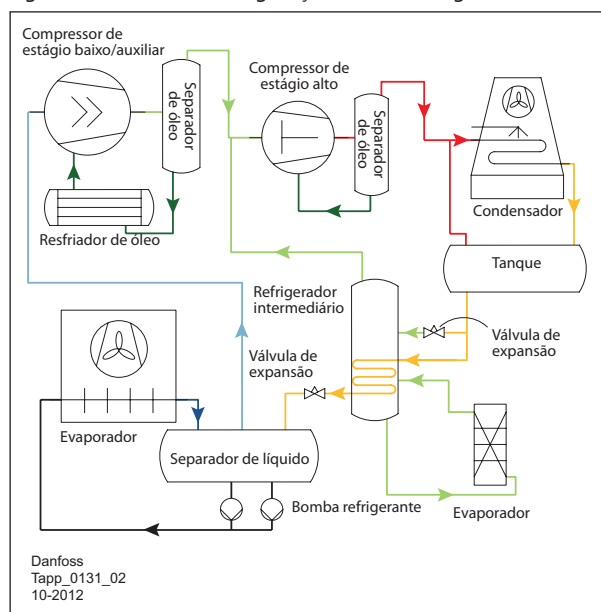 Compressor de
estágio baixo/auxiliar
Separador
de óleo
Compressor de
estágio alto
Separador
de óleo
Resfriador de óleo
Condensador
Tanque
Refrigerador
intermediário
Válvula de
expansão
Válvula de
expansão
Evaporador
Separador de líquido
Bomba refrigerante
Evaporador
Danfoss
Tapp_0131_02
10-2012